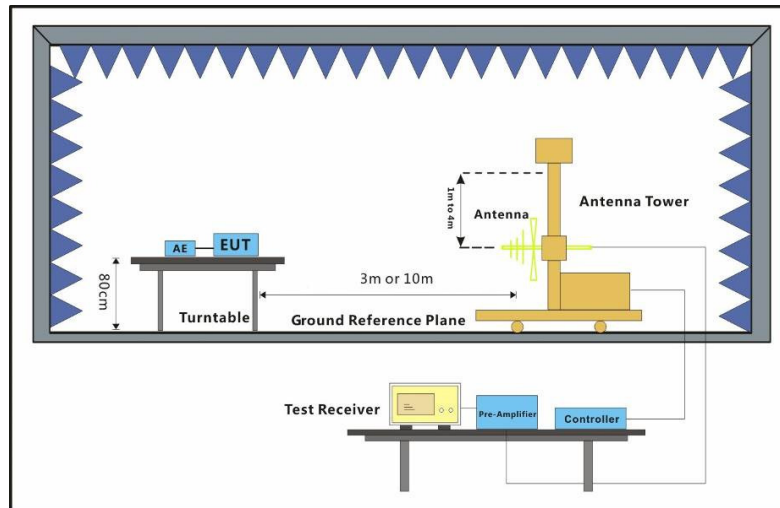 1m to 4m
Antenna
Antenna Tower
AE
EUT
80cm
3m or 10m
Turntable
Ground Reference Plane
Test Receiver
Pre-Amplifier
Controller